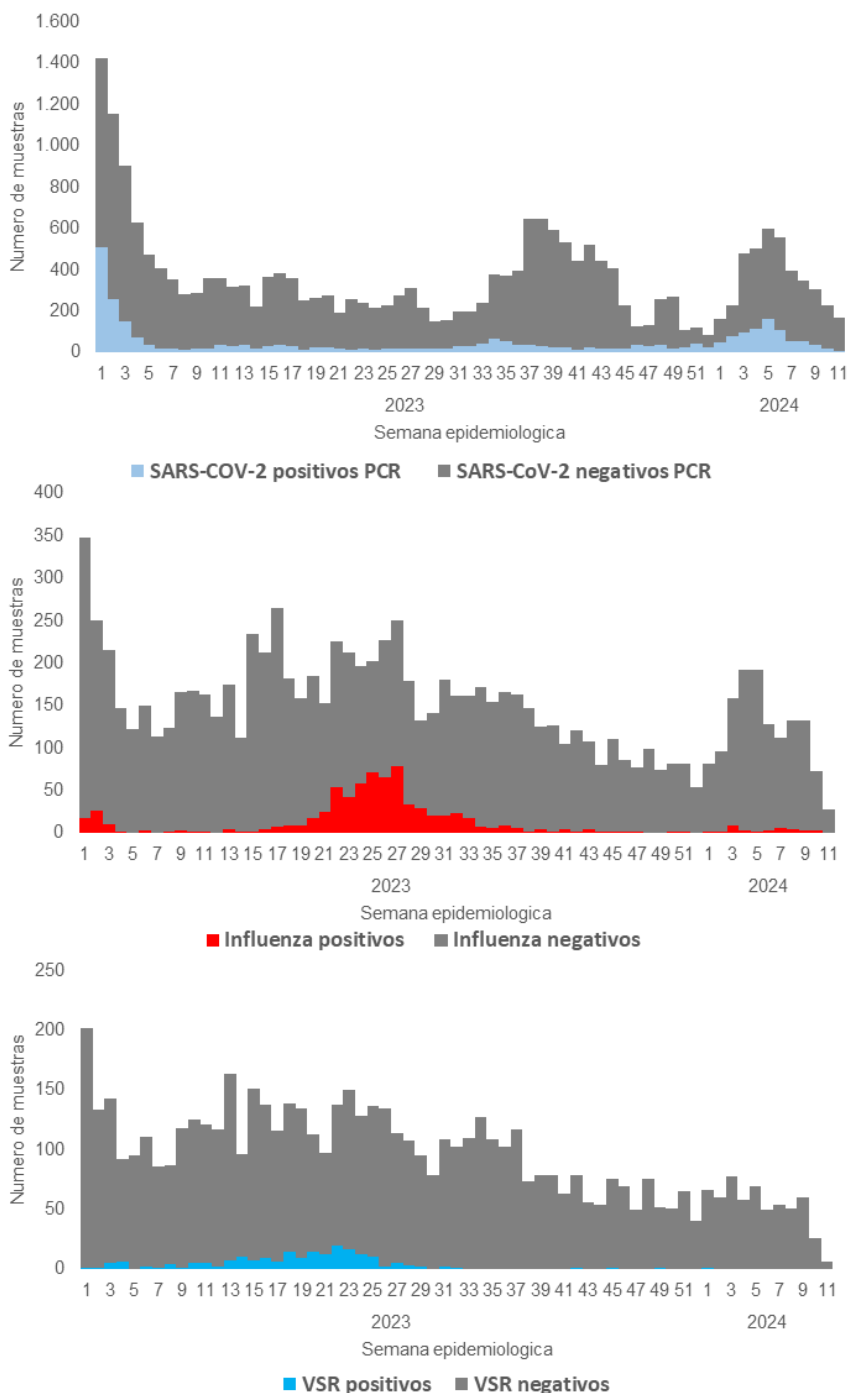 1.600
1.400
1.200
1.000
800
600
400
200
0
Numero de muestras
1 3 5 7 9 11 13 15 17 19 21 23 25 27 29 31 33 35 37 39 41 43 45 47 49 51 1 3 5 7 9 11
2023 2024
Semana epidemiologica
SARS-COV-2 positivos PCR SARS-CoV-2 negativos PCR
400
350
300
250
200
150
100
50
0
Numero de muestras
1 3 5 7 9 11 13 15 17 19 21 23 25 27 29 31 33 35 37 39 41 43 45 47 49 51 1 3 5 7 9 11
2023 2024
Semana epidemiologica
Influenza positivos Influenza negativos
250
200
150
100
50
0
Numero de muestras
1 3 5 7 9 11 13 15 17 19 21 23 25 27 29 31 33 35 37 39 41 43 45 47 49 51 1 3 5 7 9 11
2023 2024
Semana epidemiologica
VSR positivos VSR negativos